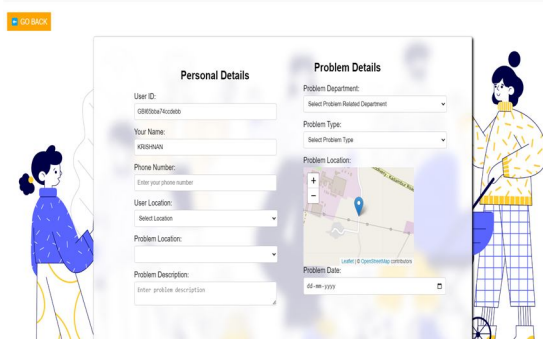 GO BACK
Personal Details
User ID:
Your Name:
KRISHNAN
Phone Number:
Enter your phone number
User Location:
Select Location
Problem Location:
Problem Description:
Enter problem description
Problem Details
Problem Department:
Select Problem Related Department
Problem Type:
Select Problem Type
Problem Location:
+
−
Leaflet | © OpenStreetMap contributors
Problem Date:
dd-mm-yyyy